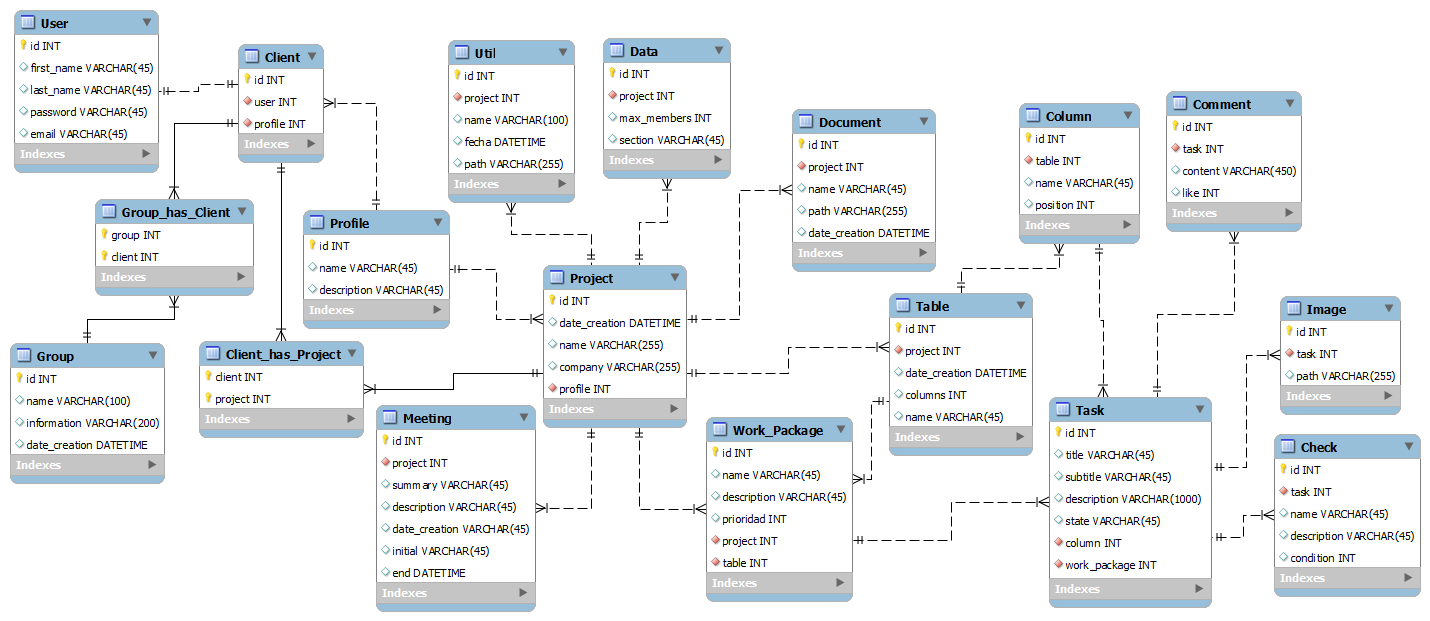 User
id INT
first_name VARCHAR(45)
last_name VARCHAR(45)
password VARCHAR(45)
email VARCHAR(45)
Indexes
Client
id INT
user INT
profile INT
Indexes
Util
id INT
project INT
name VARCHAR(100)
fecha DATETIME
path VARCHAR(255)
Indexes
Data
id INT
project INT
max_members INT
section VARCHAR(45)
Indexes
Document
id INT
project INT
name VARCHAR(45)
path VARCHAR(255)
date_creation DATETIME
Indexes
Column
id INT
table INT
name VARCHAR(45)
position INT
Indexes
Comment
id INT
task INT
content VARCHAR(450)
like INT
Indexes
Group_has_Client
group INT
client INT
Indexes
Profile
id INT
name VARCHAR(45)
description VARCHAR(45)
Indexes
Project
id INT
date_creation DATETIME
name VARCHAR(255)
company VARCHAR(255)
profile INT
Indexes
Table
id INT
project INT
date_creation DATETIME
columns INT
name VARCHAR(45)
Indexes
Image
id INT
task INT
path VARCHAR(255)
Indexes
Group
id INT
name VARCHAR(100)
information VARCHAR(200)
date_creation DATETIME
Indexes
Client_has_Project
client INT
project INT
Indexes
Meeting
id INT
project INT
summary VARCHAR(45)
description VARCHAR(45)
date_creation VARCHAR(45)
initial VARCHAR(45)
end DATETIME
Indexes
Work_Package
id INT
name VARCHAR(45)
description VARCHAR(45)
prioridad INT
project INT
table INT
Indexes
Task
id INT
title VARCHAR(45)
subtitle VARCHAR(45)
description VARCHAR(1000)
state VARCHAR(45)
column INT
work_package INT
Indexes
Check
id INT
task INT
name VARCHAR(45)
description VARCHAR(45)
condition INT
Indexes